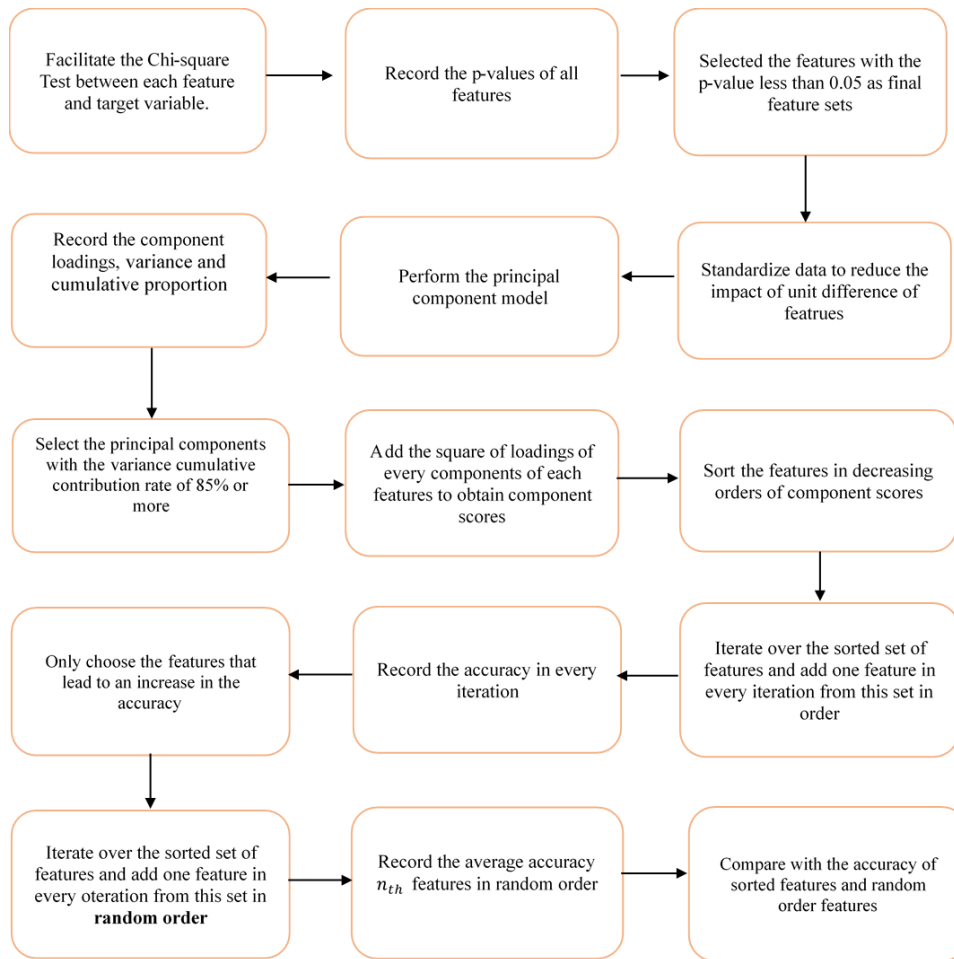 Facilitate the Chi-square
Test between each feature
and target variable.
Record the p-values of all
features
Selected the features with the
p-value less than 0.05 as final
feature sets
Standardize data to reduce the
impact of unit difference of
featrues
Perform the principal
component model
Record the component
loadings, variance and
cumulative proportion
Select the principal components
with the variance cumulative
contribution rate of 85% or
more
Add the square of loadings of
every components of each
features to obtain component
scores
Sort the features in decreasing
orders of component scores
Iterate over the sorted set of
features and add one feature in
every iteration from this set in
order
Record the accuracy in every
iteration
Only choose the features that
lead to an increase in the
accuracy
Iterate over the sorted set of
features and add one feature in
every oteration from this set in
random order
Record the average accuracy
n_th features in random order
Compare with the accuracy of
sorted features and random
order features